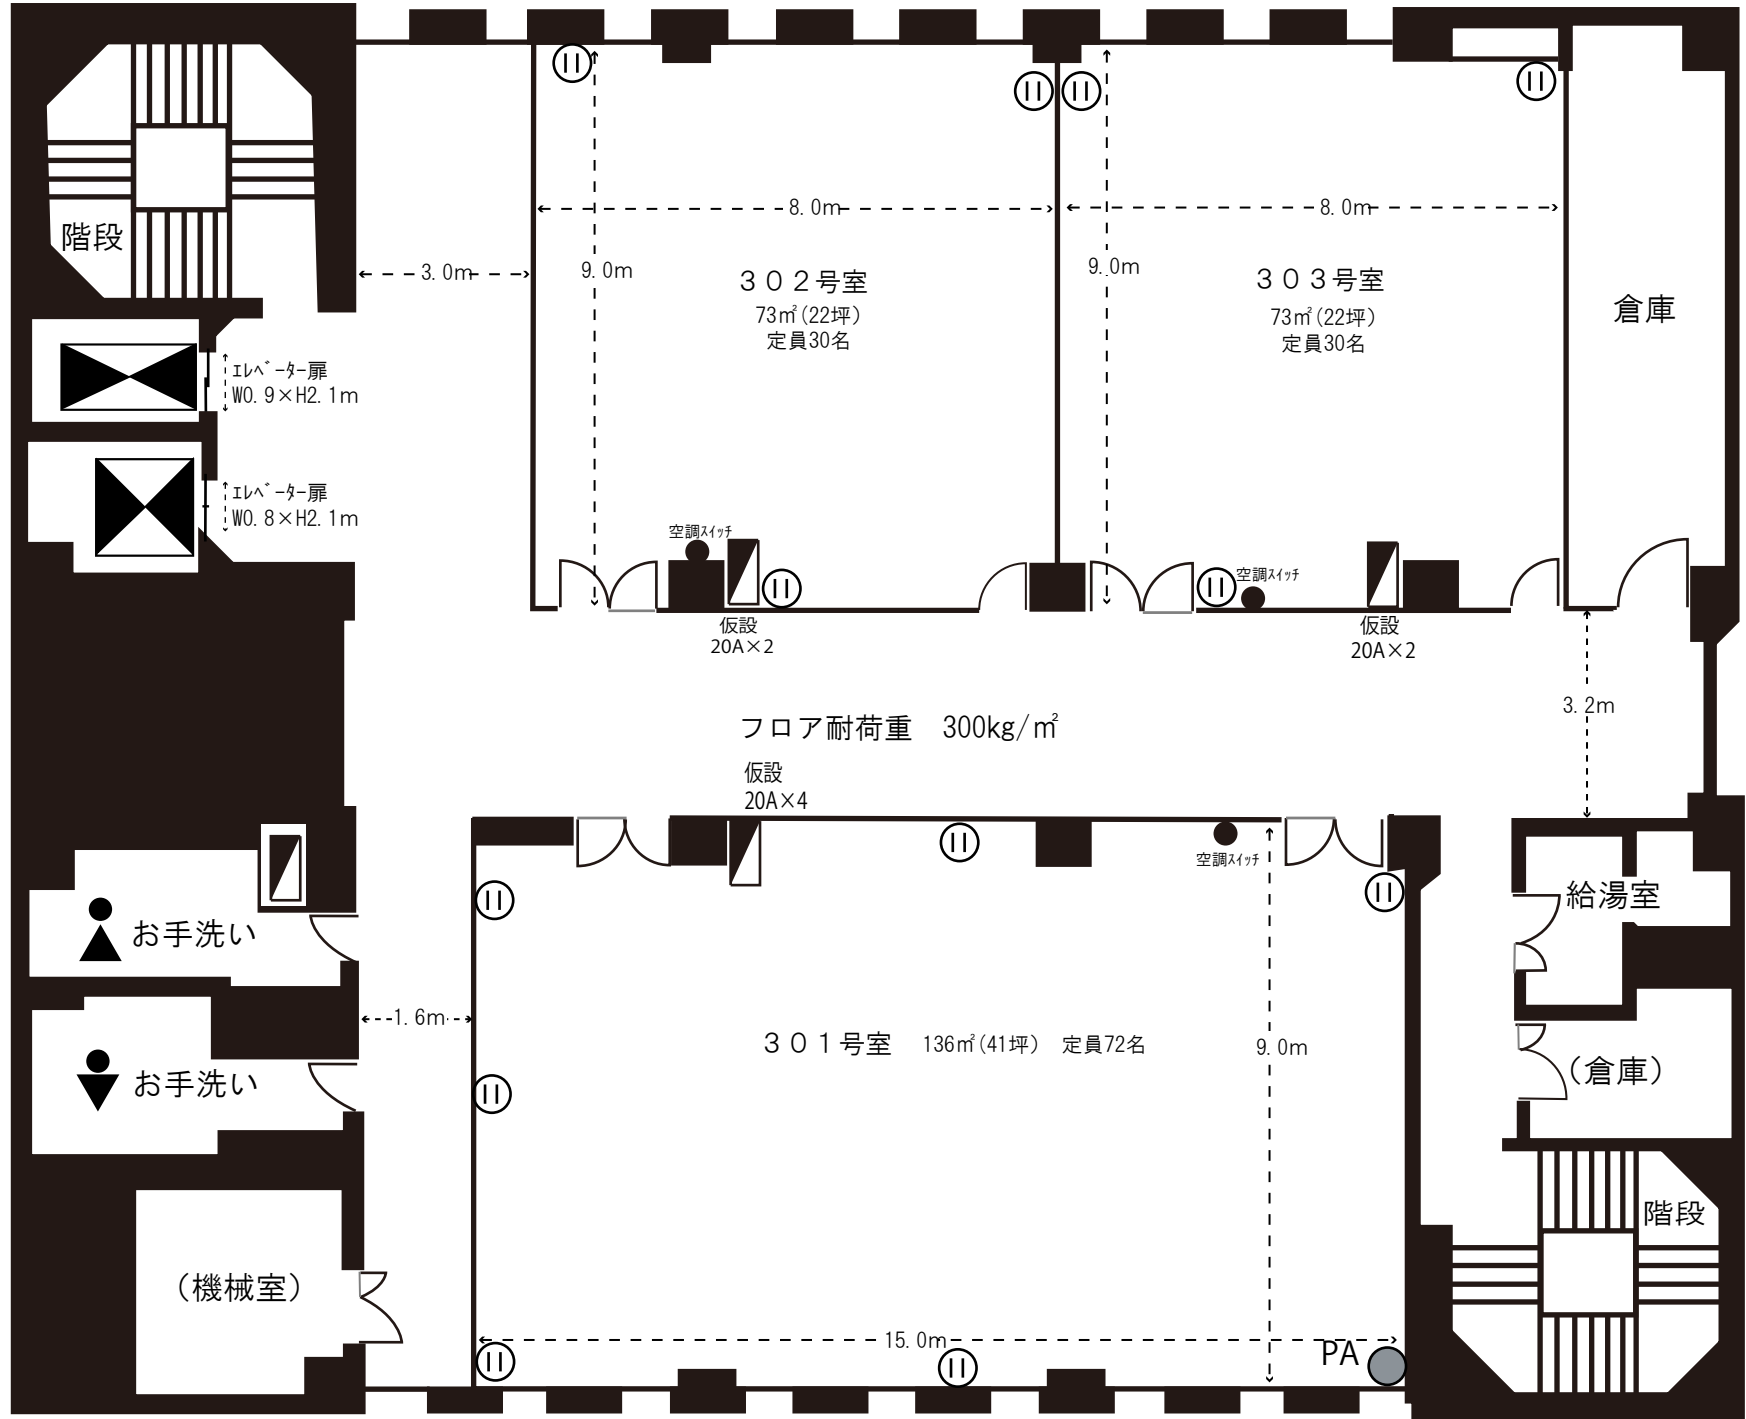 階段
8.0m
8.0m
3.0m
9.0m
9.0m
302号室
73㎡(22坪)
定員30名
303号室
73㎡(22坪)
定員30名
倉庫
ｴﾚﾍﾞｰﾀｰ扉
W0.9×H2.1m
ｴﾚﾍﾞｰﾀｰ扉
W0.8×H2.1m
空調ｽｲｯﾁ
空調ｽｲｯﾁ
仮設
20A×2
仮設
20A×2
3.2m
フロア耐荷重 300kg/㎡
仮設
20A×4
空調ｽｲｯﾁ
給湯室
お手洗い
1.6m
301号室 136㎡(41坪) 定員72名
9.0m
お手洗い
(倉庫)
階段
(機械室)
15.0m
PA